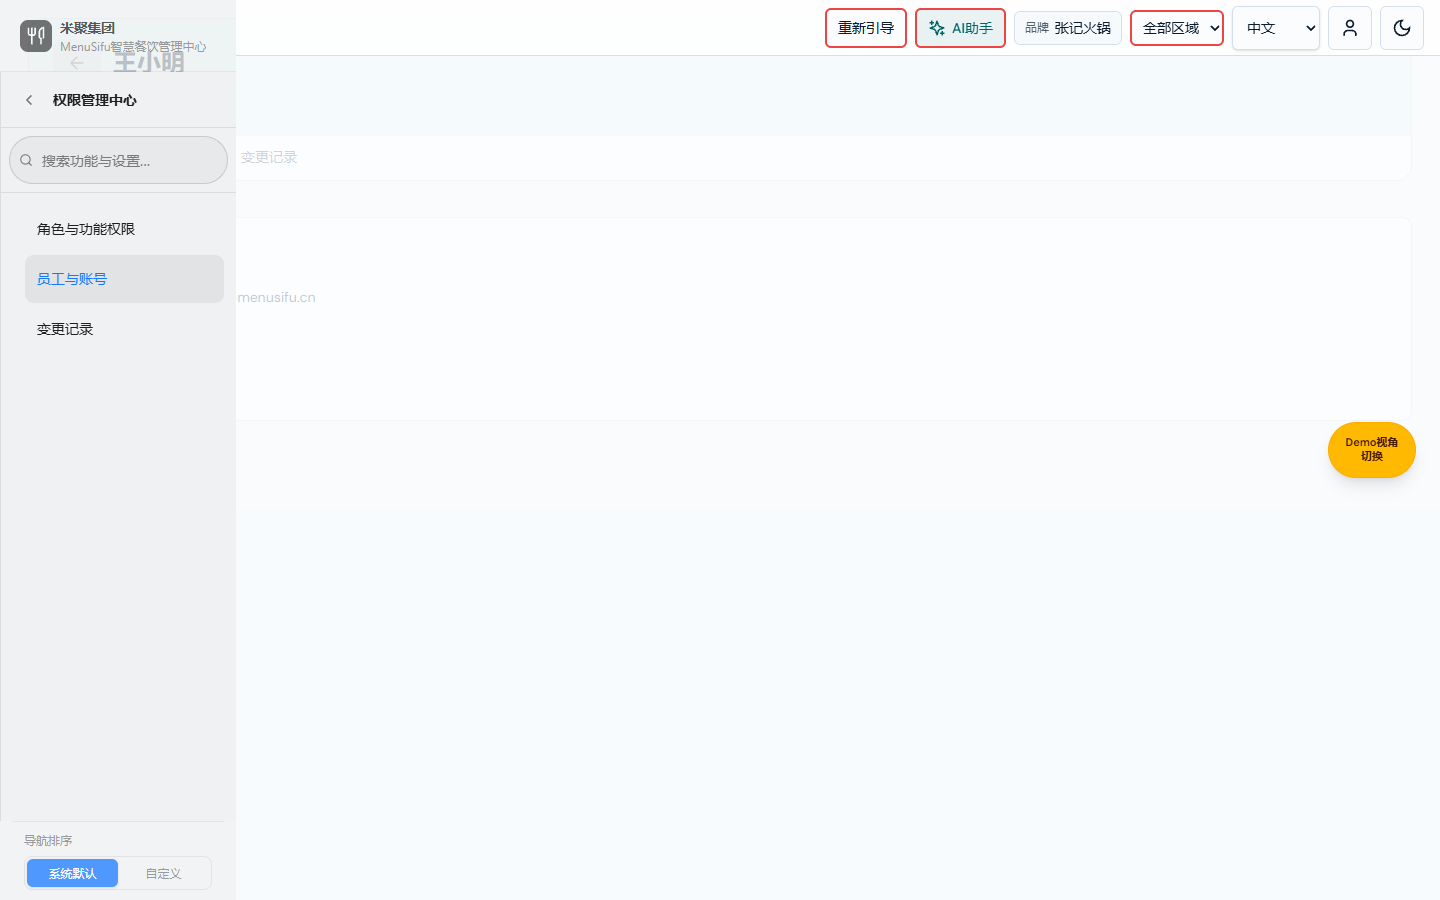 米聚集团
MenuSifu智慧餐饮管理中心
王小明
重新引导
AI助手
品牌 张记火锅
全部区域
中文
权限管理中心
搜索功能与设置...
变更记录
角色与功能权限
员工与账号
menusifu.cn
变更记录
Demo视角
切换
导航排序
系统默认
自定义